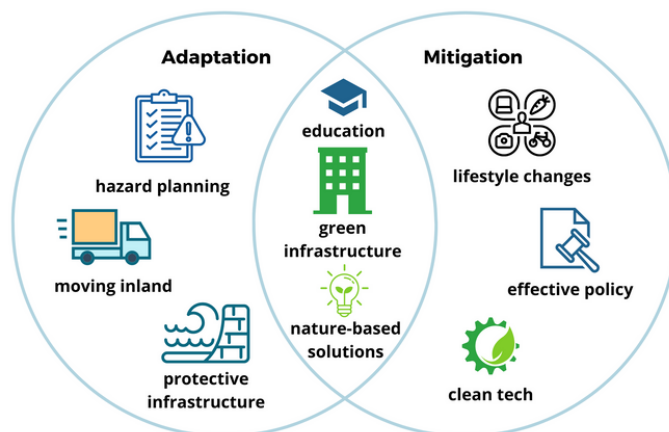 Adaptation
hazard planning
moving inland
protective
infrastructure
education
green
infrastructure
nature-based
solutions
Mitigation
lifestyle changes
effective policy
clean tech